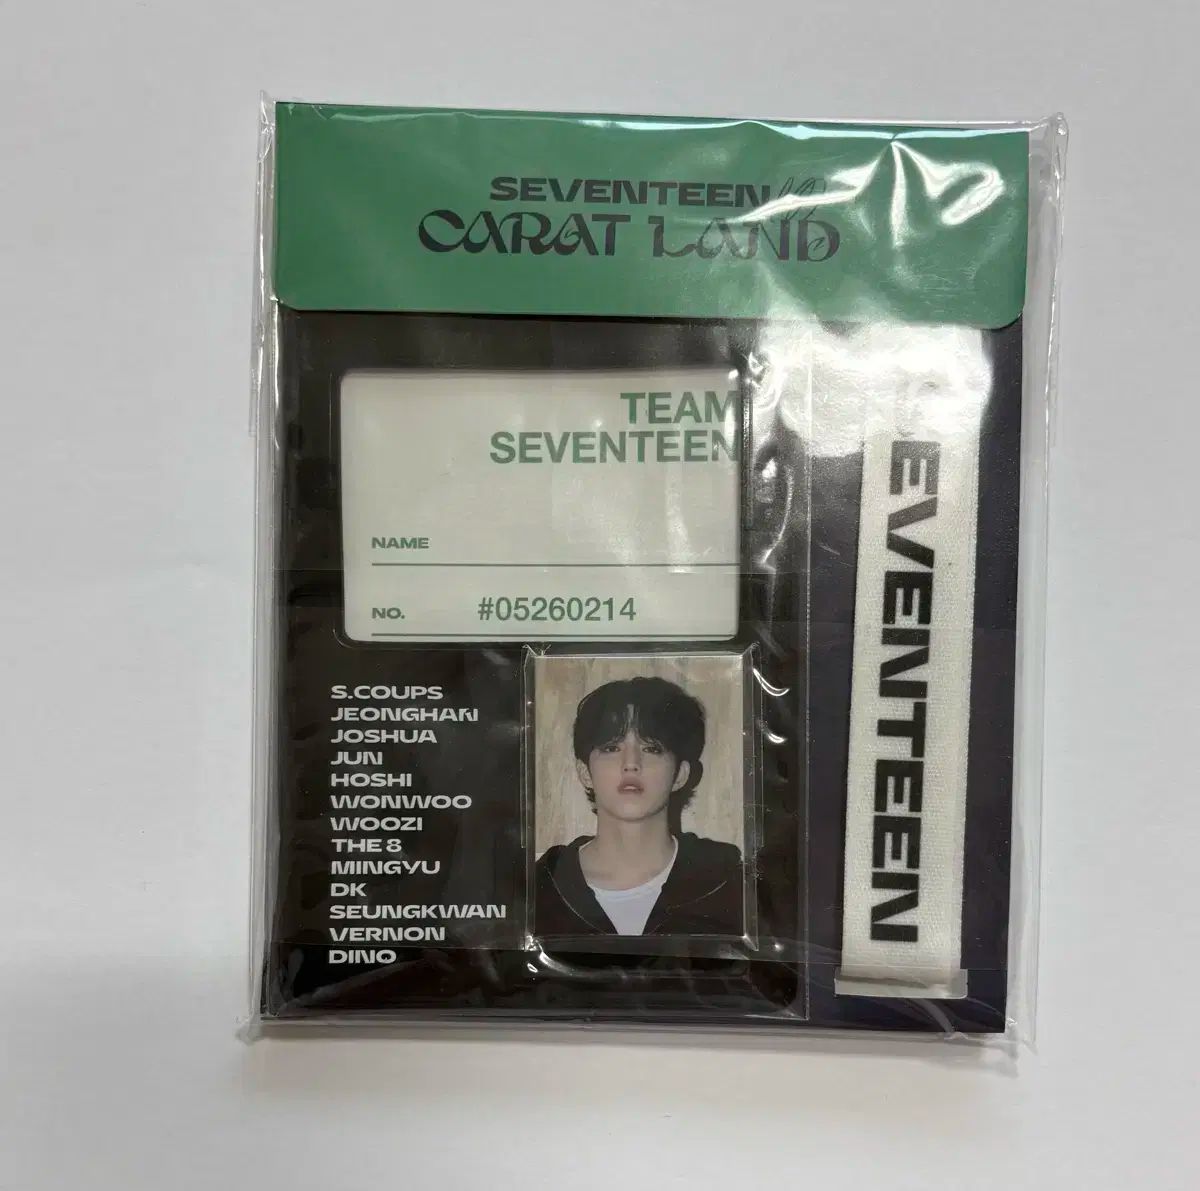 SEVENTEEN
CARAT LAND
TEAM
SEVENTEEN
NAME
NO. #05260214
S.COUPS
JEONGHAN
JOSHUA
JUN
HOSHI
WONWOO
WOOZI
THE 8
MINGYU
DK
SEUNGKWAN
VERNON
DINO
SEVENTEEN